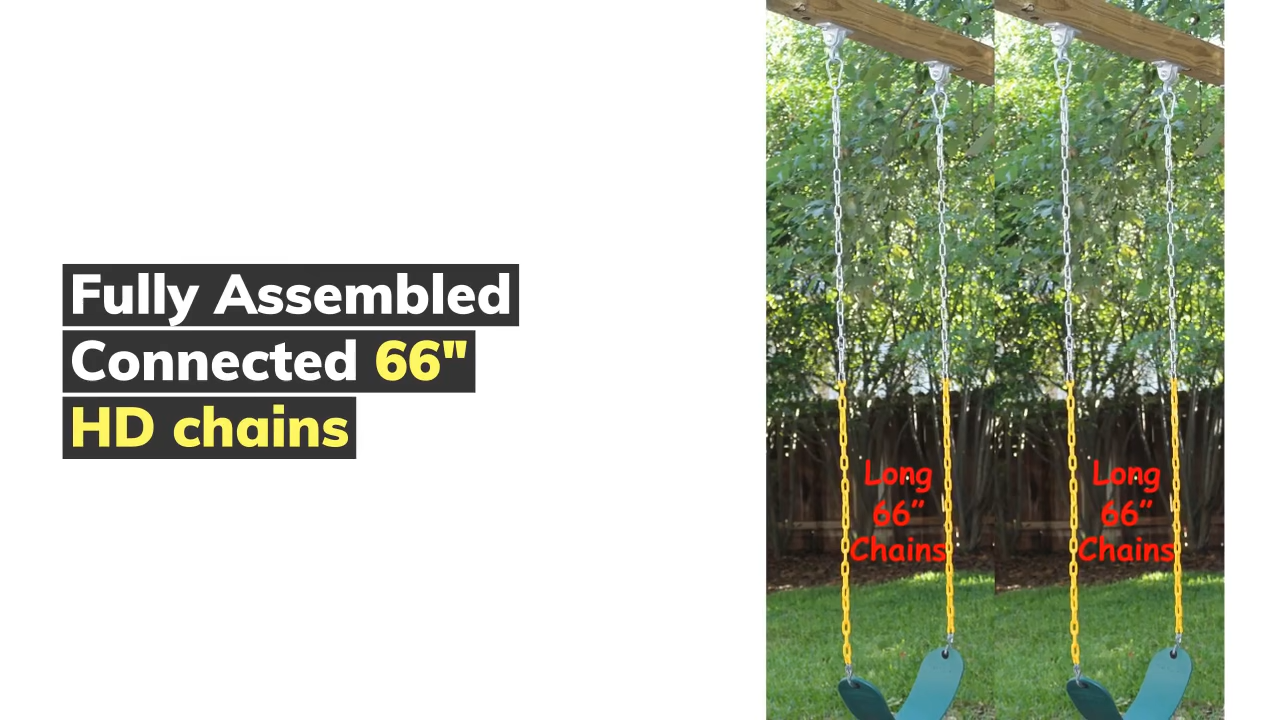 Fully Assembled
Connected 66"
HD chains
Long
66”
Chains
Long
66”
Chains